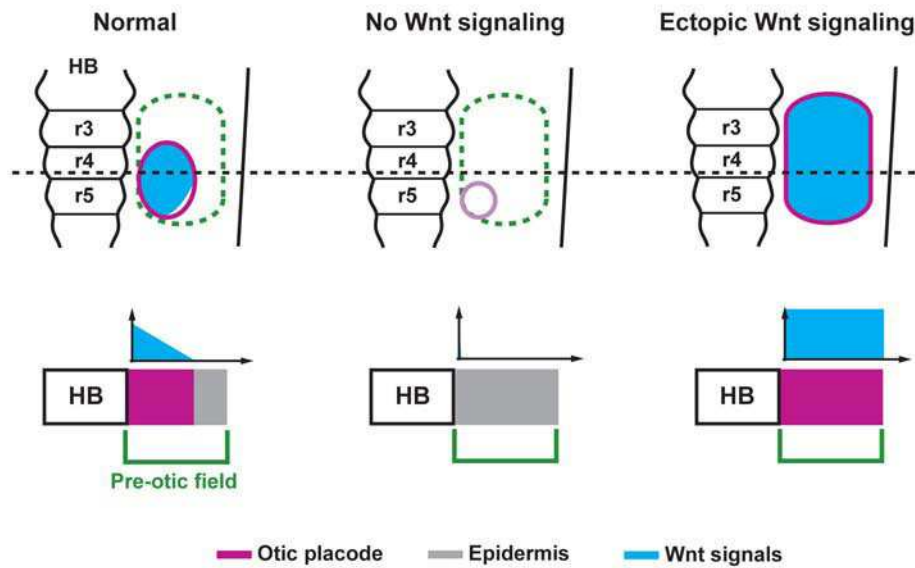 Normal
No Wnt signaling
Ectopic Wnt signaling
HB
r3
r4
r5
r3
r4
r5
r3
r4
r5
HB
HB
HB
Pre-otic field
Otic placode
Epidermis
Wnt signals